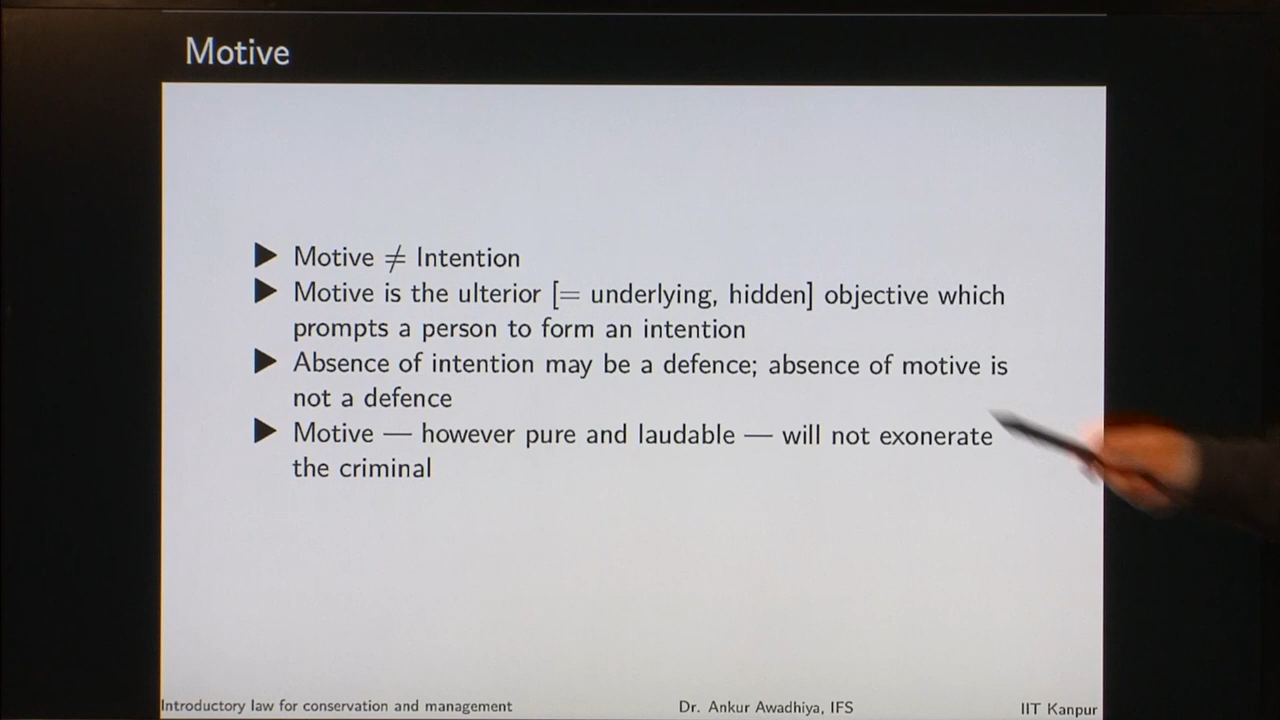 Motive
▶ Motive ≠ Intention
▶ Motive is the ulterior [= underlying, hidden] objective which
prompts a person to form an intention
▶ Absence of intention may be a defence; absence of motive is
not a defence
▶ Motive — however pure and laudable — will not exonerate
the criminal
Introductory law for conservation and management Dr. Ankur Awadhiya, IFS IIT Kanpur